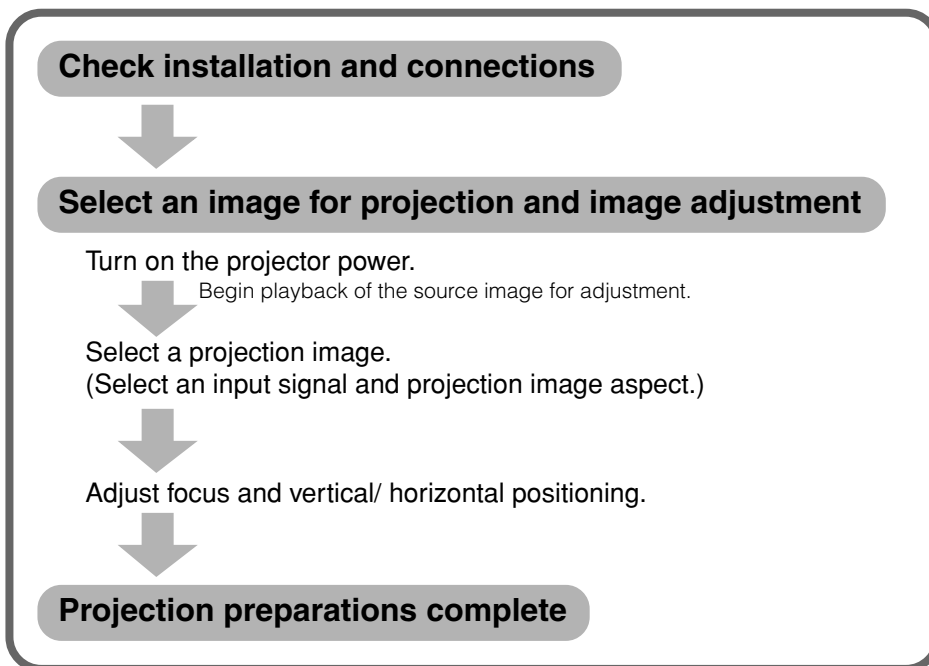 Check installation and connections
Select an image for projection and image adjustment
Turn on the projector power.
Begin playback of the source image for adjustment.
Select a projection image.
(Select an input signal and projection image aspect.)
Adjust focus and vertical/ horizontal positioning.
Projection preparations complete